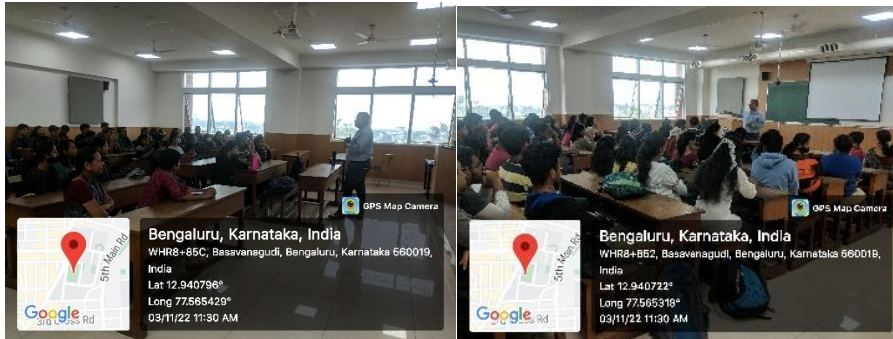 GPS Map Camera
Bengaluru, Karnataka, India
WHR8+85C, Basavanagudi, Bengaluru, Karnataka 560019,
India
Lat 12.940796°
Long 77.565429°
03/11/22 11:30 AM
5th Main Rd
3rd Cross Rd
Google
GPS Map Camera
Bengaluru, Karnataka, India
WHR8+B52, Basavanagudi, Bengaluru, Karnataka 560019,
India
Lat 12.940722°
Long 77.565318°
03/11/22 11:30 AM
5th Main Rd
Google